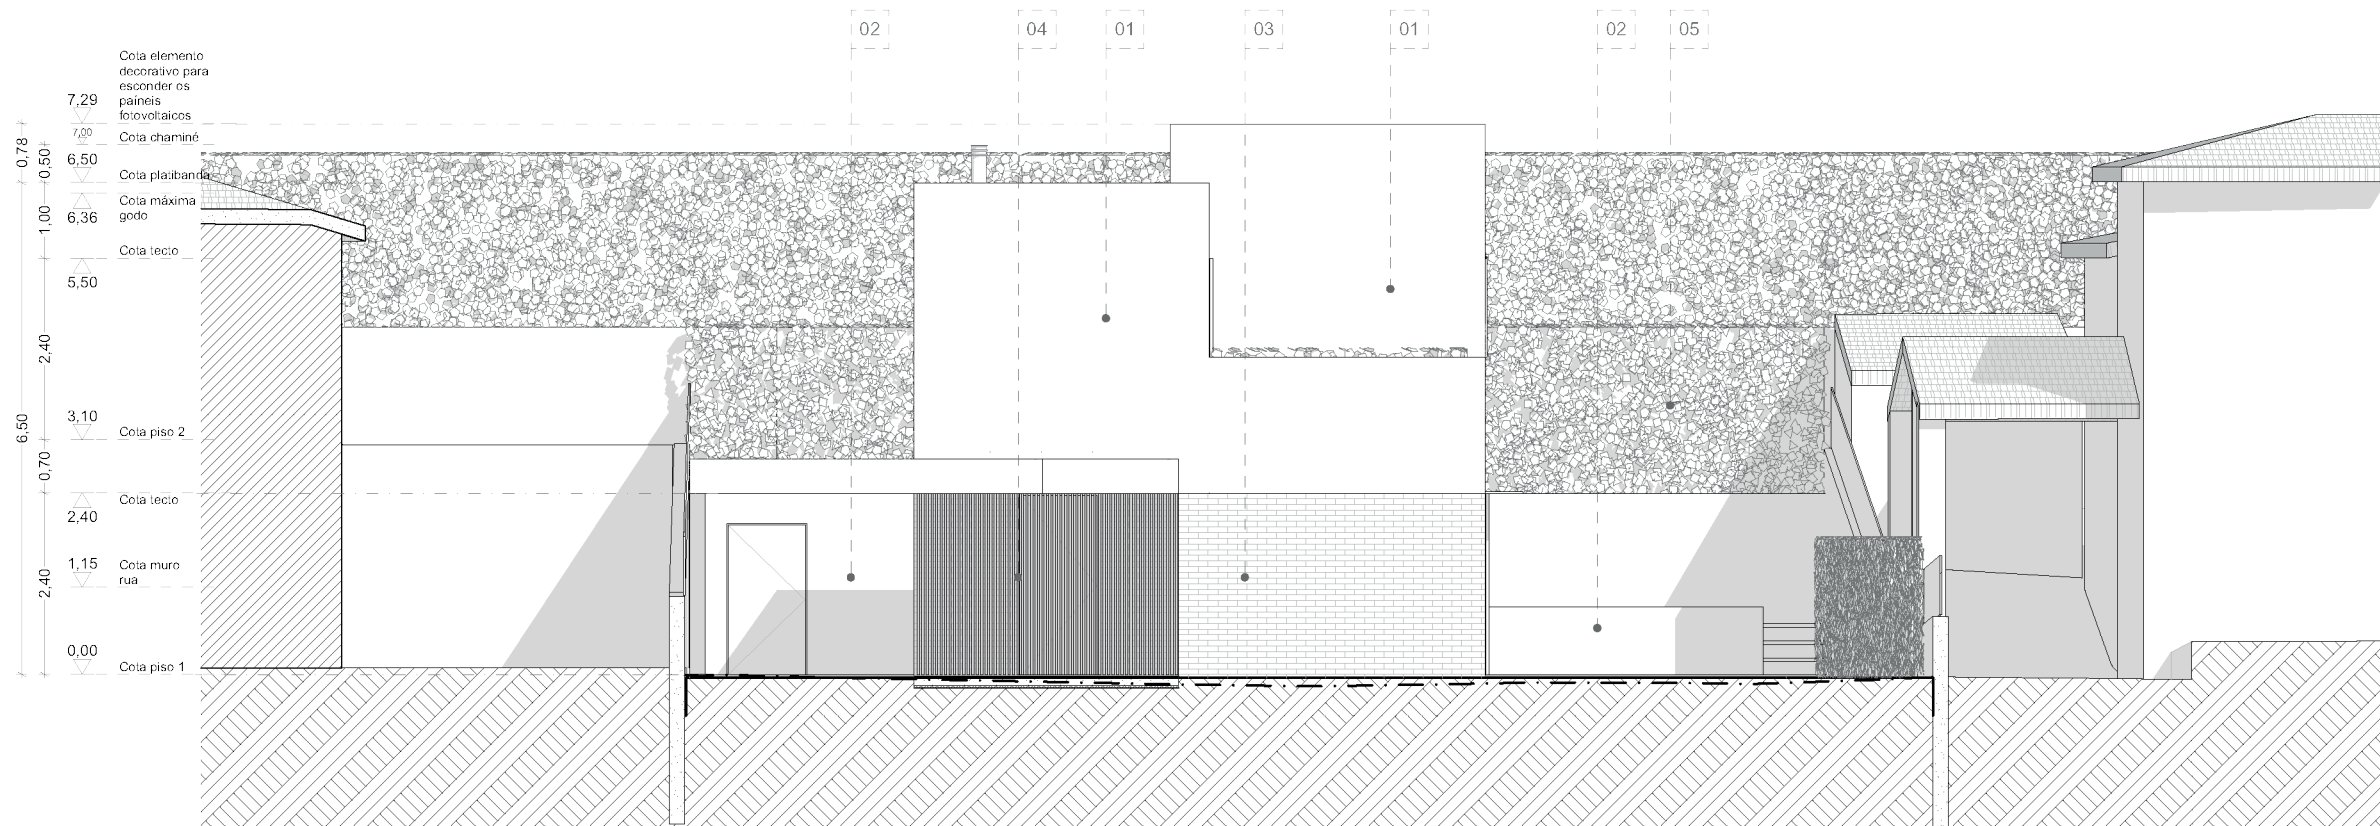 02
04
01
03
01
02
05
Cota elemento
decorativo para
esconder os
paíneis
fotovoltaicos
7,29
7,00
Cota chaminé
0,78
0,50
6,50
Cota platibanda
Cota máxima
godo
6,36
1,00
Cota tecto
5,50
2,40
3,10
Cota piso 2
6,50
0,70
Cota tecto
2,40
1,15
Cota muro
rua
2,40
0,00
Cota piso 1